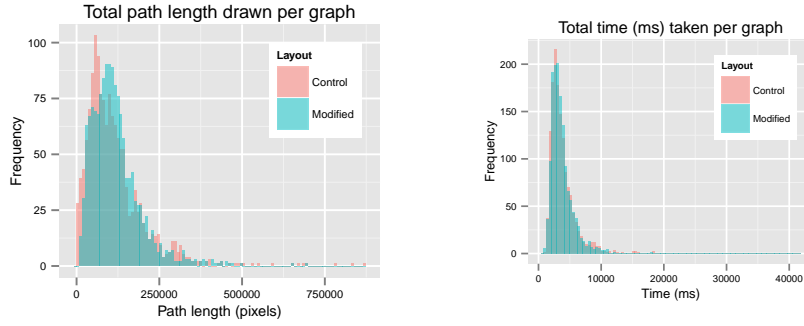 Total path length drawn per graph
100
75
50
25
0
Frequency
0 250000 500000 750000
Path length (pixels)
Layout
Control
Modified
Total time (ms) taken per graph
200
150
100
50
0
Frequency
0 10000 20000 30000 40000
Time (ms)
Layout
Control
Modified